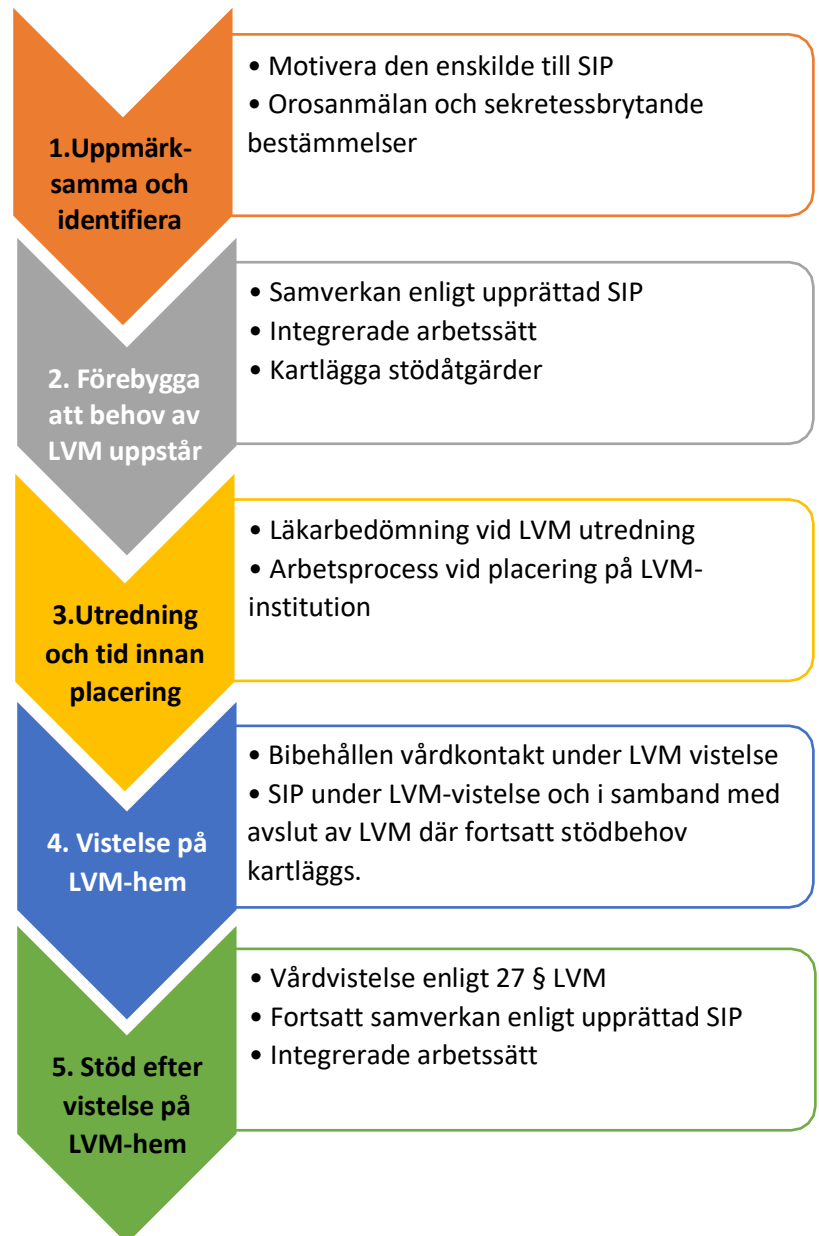 1.Uppmärk-
samma och
identifiera
• Motivera den enskilde till SIP
• Orosanmälan och sekretessbrytande
bestämmelser
2. Förebygga
att behov av
LVM uppstår
• Samverkan enligt upprättad SIP
• Integrerade arbetssätt
• Kartlägga stödåtgärder
3.Utredning
och tid innan
placering
• Läkarbedömning vid LVM utredning
• Arbetsprocess vid placering på LVM-
institution
4. Vistelse på
LVM-hem
• Bibehållen vårdkontakt under LVM vistelse
• SIP under LVM-vistelse och i samband med
avslut av LVM där fortsatt stödbehov
kartläggs.
5. Stöd efter
vistelse på
LVM-hem
• Vårdvistelse enligt 27 § LVM
• Fortsatt samverkan enligt upprättad SIP
• Integrerade arbetssätt